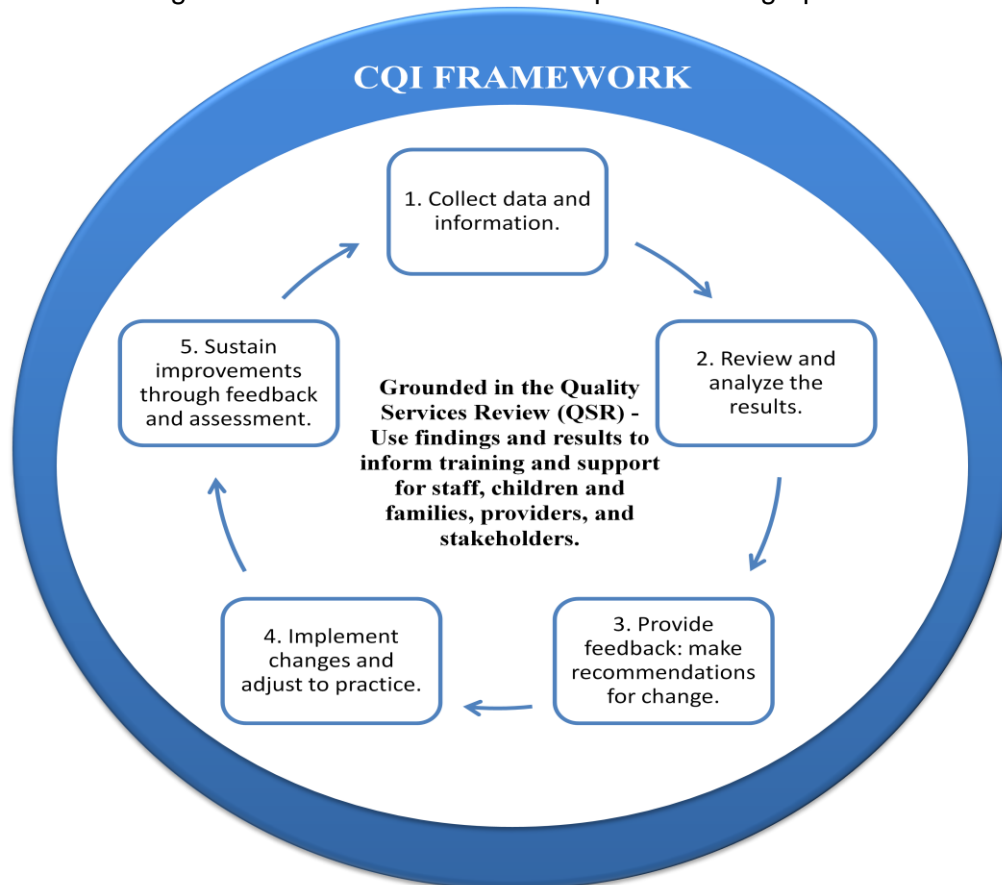 CQI FRAMEWORK
1. Collect data and
information.
2. Review and
analyze the
results.
3. Provide
feedback: make
recommendations
for change.
4. Implement
changes and
adjust to practice.
5. Sustain
improvements
through feedback
and assessment.
Grounded in the Quality
Services Review (QSR) -
Use findings and results to
inform training and support
for staff, children and
families, providers, and
stakeholders.